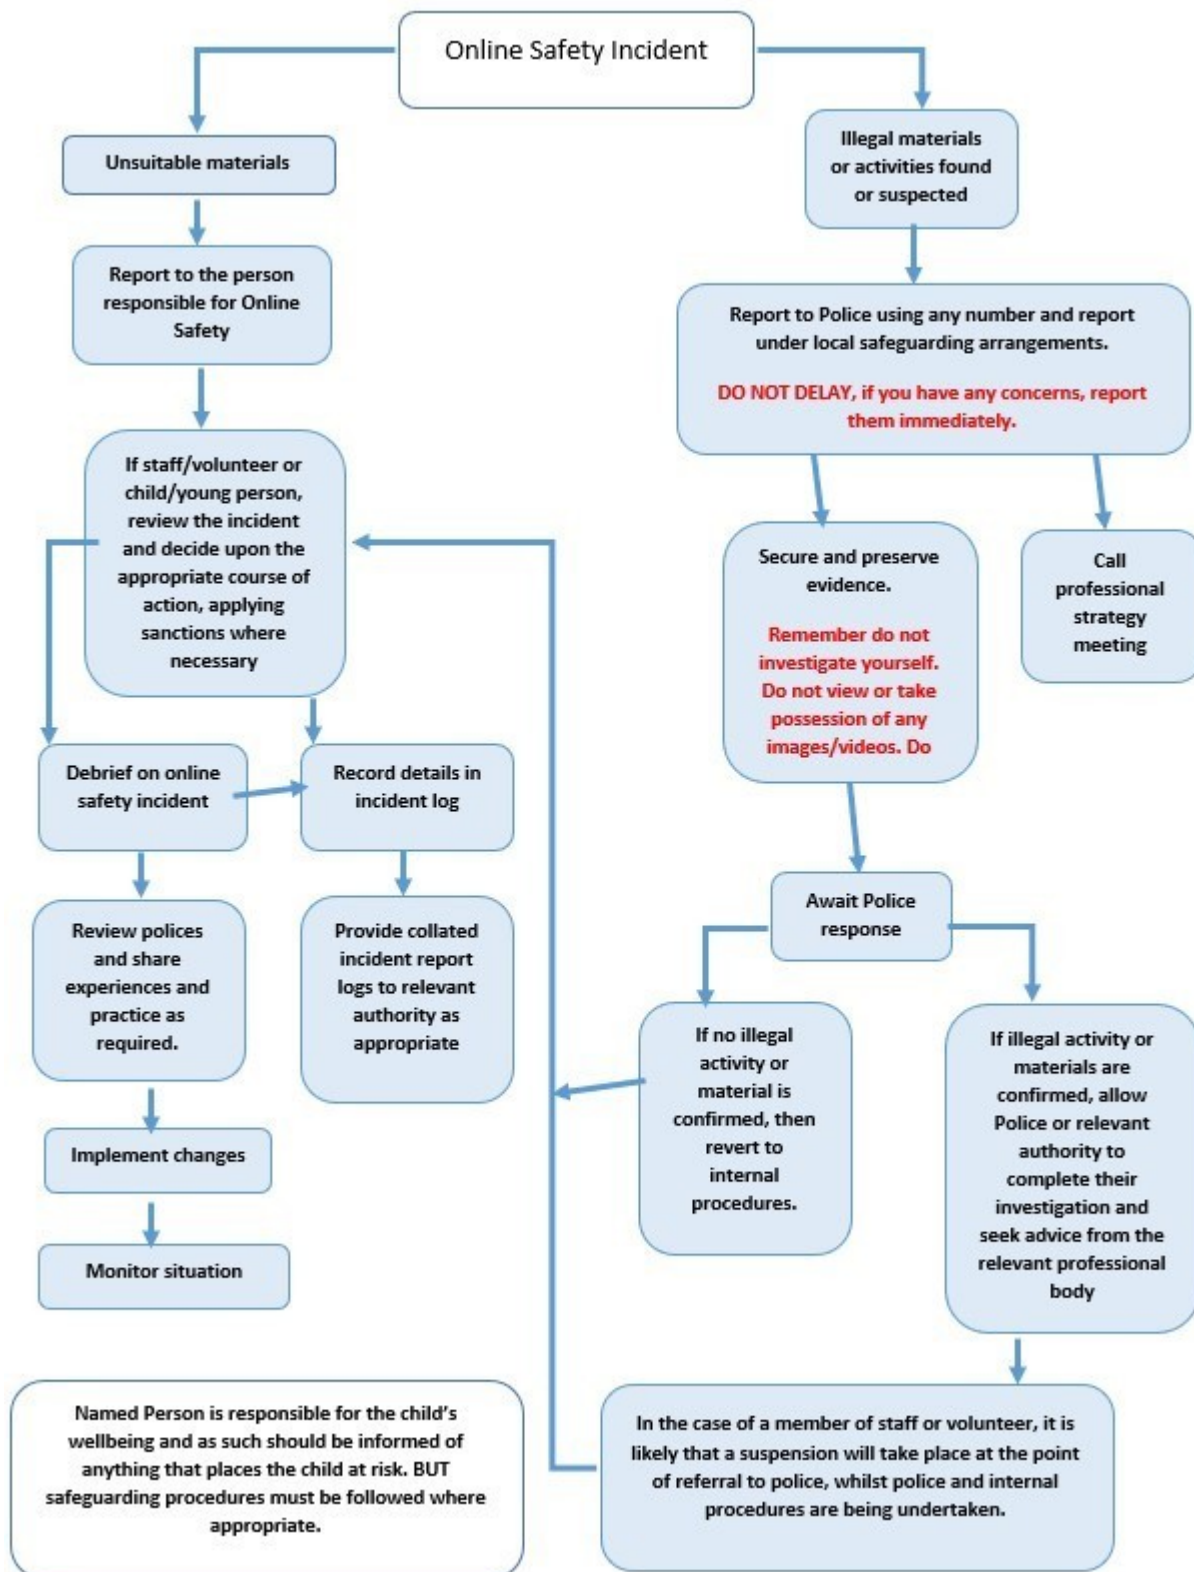 Online Safety Incident
Unsuitable materials
Report to the person
responsible for Online
Safety
If staff/volunteer or
child/young person,
review the incident
and decide upon the
appropriate course of
action, applying
sanctions where
necessary
Debrief on online
safety incident
Record details in
incident log
Review polices
and share
experiences and
practice as
required.
Provide collated
incident report
logs to relevant
authority as
appropriate
Implement changes
Monitor situation
Illegal materials
or activities found
or suspected
Report to Police using any number and report
under local safeguarding arrangements.
DO NOT DELAY, if you have any concerns, report
them immediately.
Secure and preserve
evidence.
Remember do not
investigate yourself.
Do not view or take
possession of any
images/videos. Do
Call
professional
strategy
meeting
Await Police
response
If no illegal
activity or
material is
confirmed, then
revert to
internal
procedures.
If illegal activity or
materials are
confirmed, allow
Police or relevant
authority to
complete their
investigation and
seek advice from the
relevant professional
body
In the case of a member of staff or volunteer, it is
likely that a suspension will take place at the point
of referral to police, whilst police and internal
procedures are being undertaken.
Named Person is responsible for the child’s
wellbeing and as such should be informed of
anything that places the child at risk. BUT
safeguarding procedures must be followed where
appropriate.